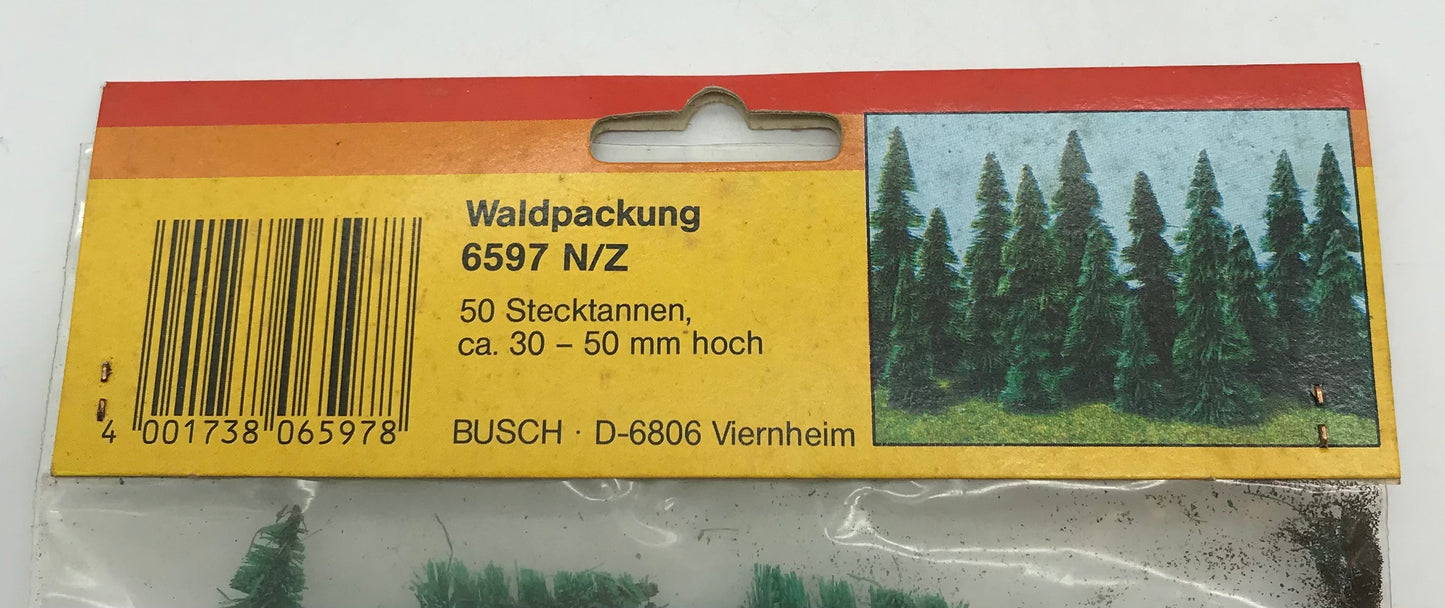 Waldpackung
6597 N/Z
50 Stecktannen,
ca. 30 – 50 mm hoch
BUSCH · D-6806 Viernheim
4 001738 065978